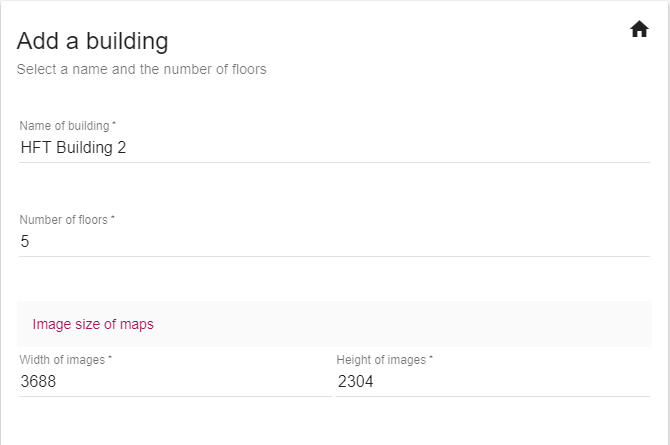 Add a building
Select a name and the number of floors
Name of building *
HFT Building 2
Number of floors *
5
Image size of maps
Width of images * Height of images *
3688 2304